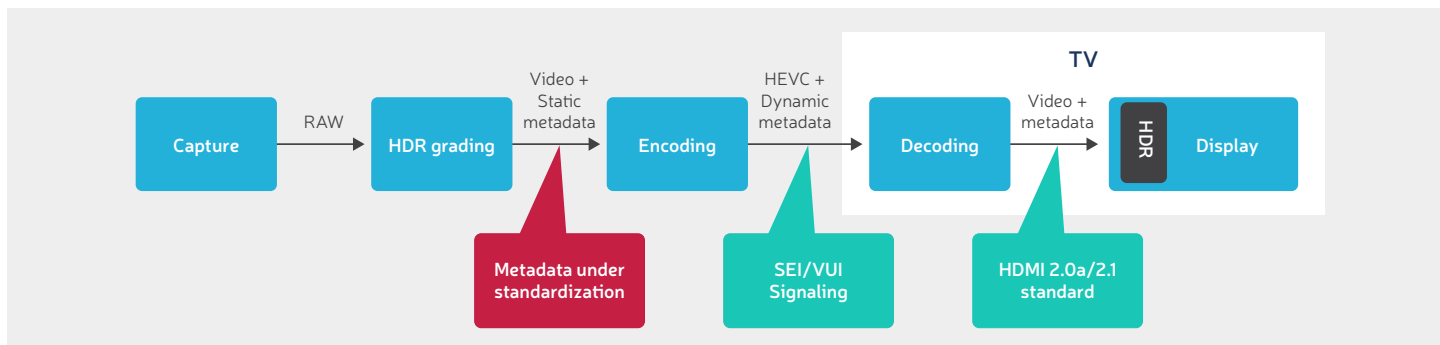 TV
Video +
Static
metadata
HEVC +
Dynamic
metadata
Video +
metadata
RAW
Capture
HDR grading
Encoding
Decoding
HDR
Display
Metadata under
standardization
SEI/VUI
Signaling
HDMI 2.0a/2.1
standard